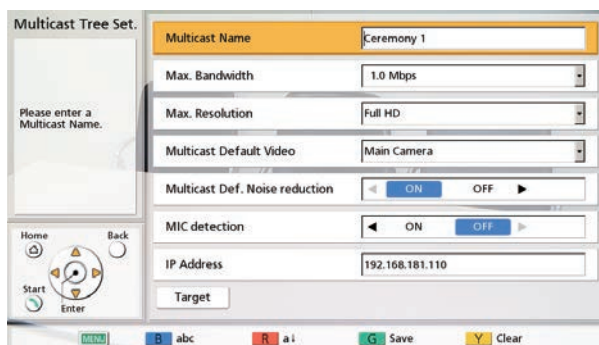 Multicast Tree Set.
Please enter a
Multicast Name.
Multicast Name Ceremony 1
Max. Bandwidth 1.0 Mbps
Max. Resolution Full HD
Multicast Default Video Main Camera
Multicast Def. Noise reduction ON OFF
MIC detection ON OFF
IP Address 192.168.181.110
Target
Home Back
Start
Enter
MENU B abc R a↓ G Save Y Clear